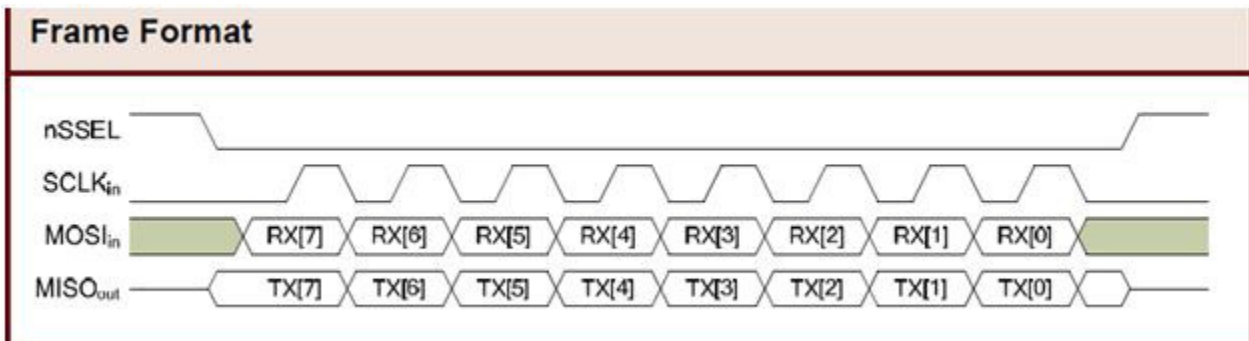 Frame Format
nSSEL
SCLKin
MOSIin RX[7] RX[6] RX[5] RX[4] RX[3] RX[2] RX[1] RX[0]
MISOout TX[7] TX[6] TX[5] TX[4] TX[3] TX[2] TX[1] TX[0]